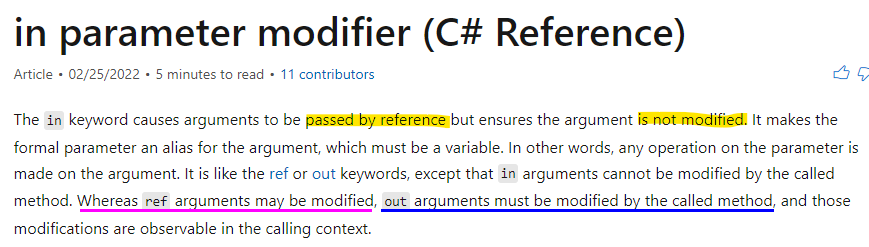 in parameter modifier (C# Reference)
Article • 02/25/2022 • 5 minutes to read • 11 contributors
The in keyword causes arguments to be passed by reference but ensures the argument is not modified. It makes the
formal parameter an alias for the argument, which must be a variable. In other words, any operation on the parameter is
made on the argument. It is like the ref or out keywords, except that in arguments cannot be modified by the called
method. Whereas ref arguments may be modified, out arguments must be modified by the called method, and those
modifications are observable in the calling context.